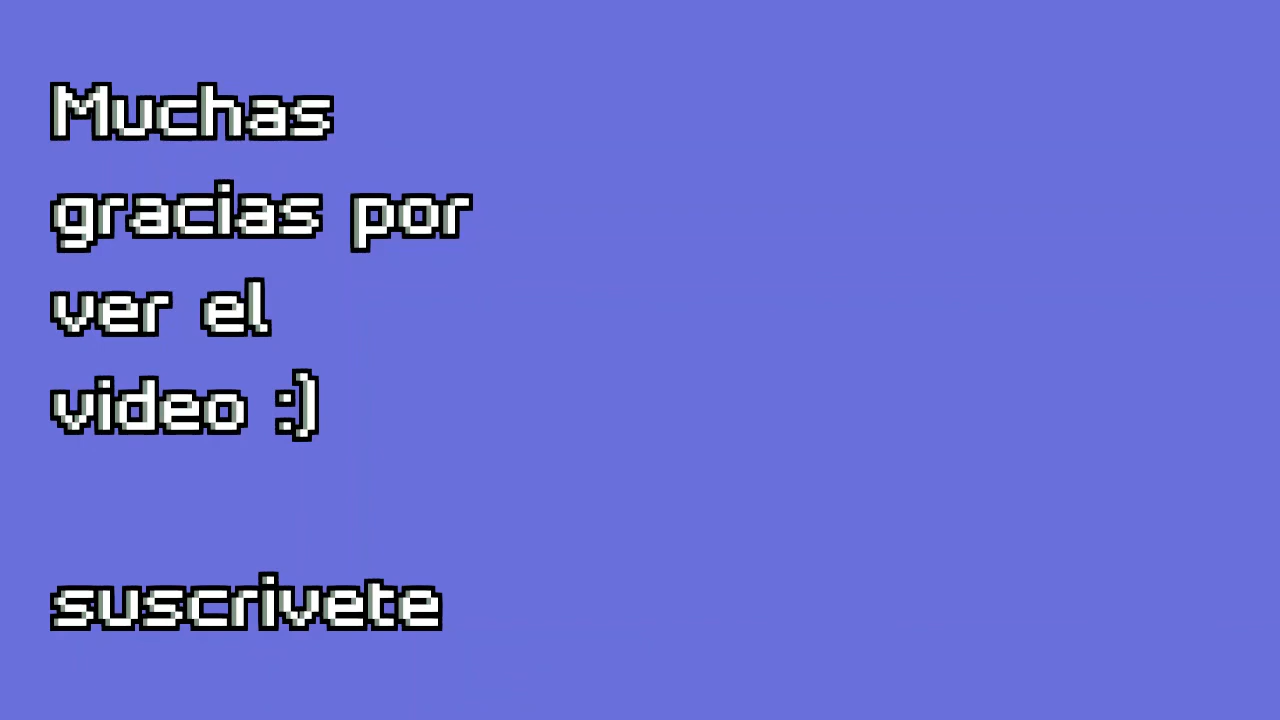 Muchas
gracias por
ver el
video :)
suscrivete